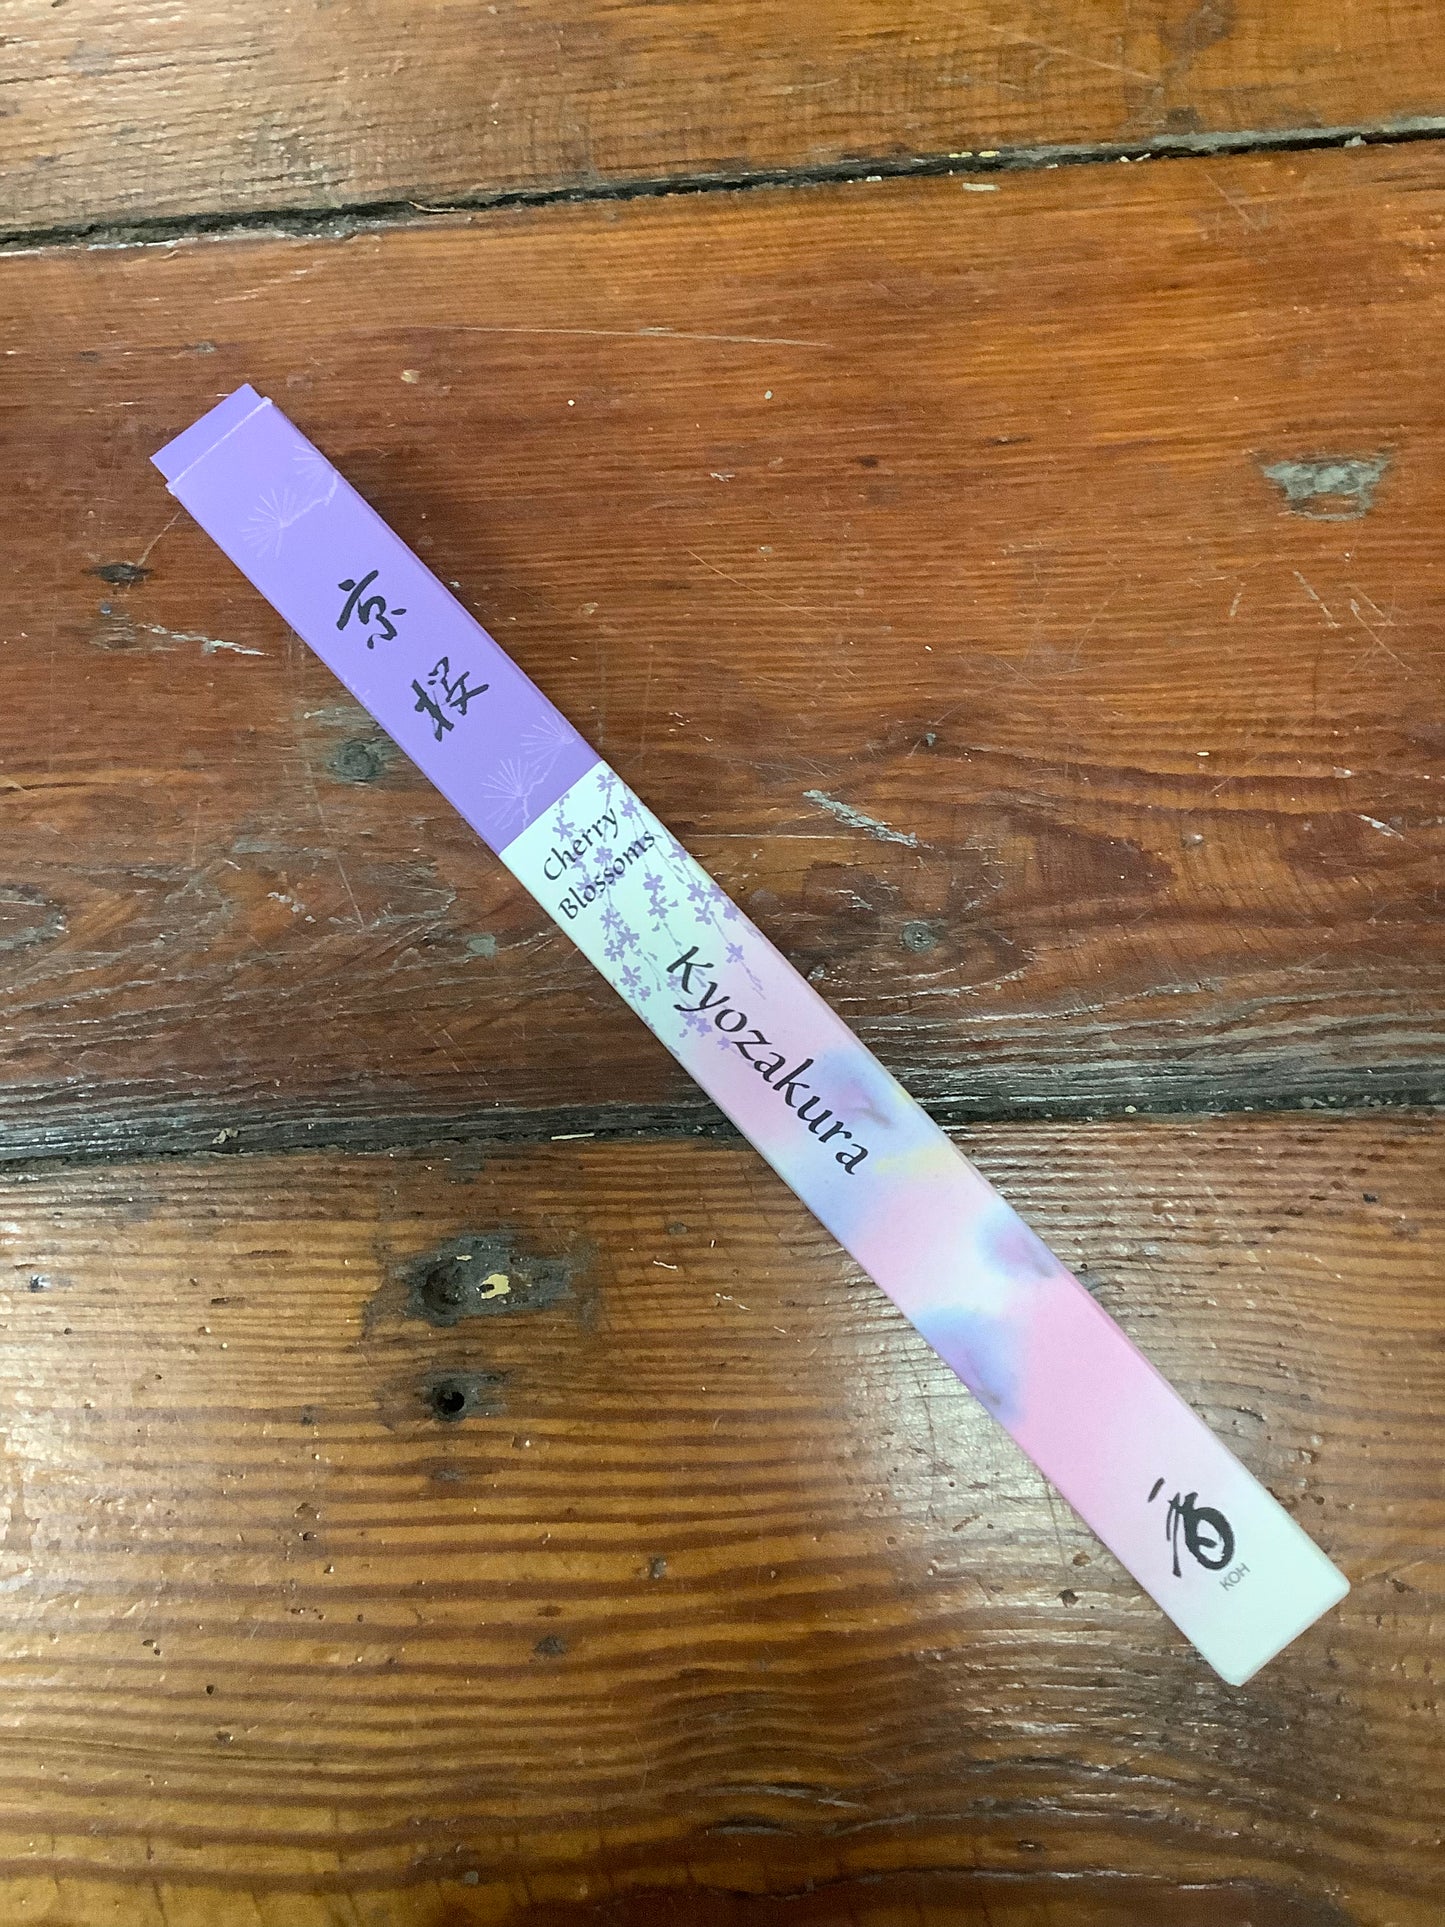 京桜
Cherry
Blossoms
Kyozakura
香
KOH